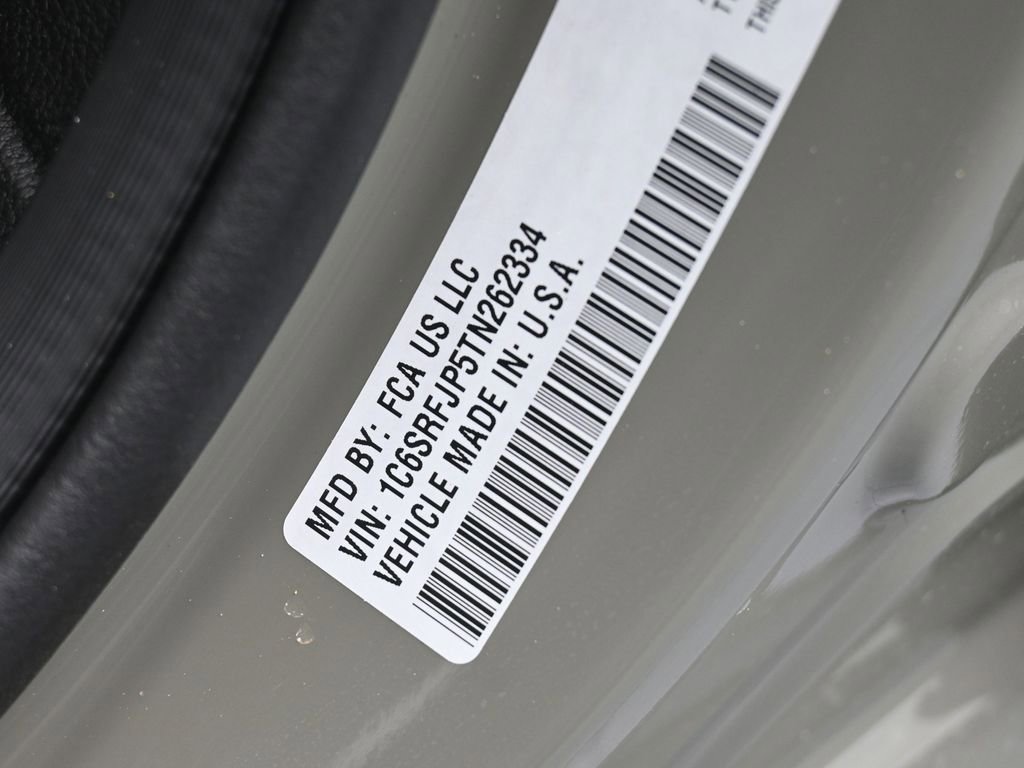 MFD BY: FCA US LLC
VIN: 1C6SRFJP5TN262334
VEHICLE MADE IN: U.S.A.